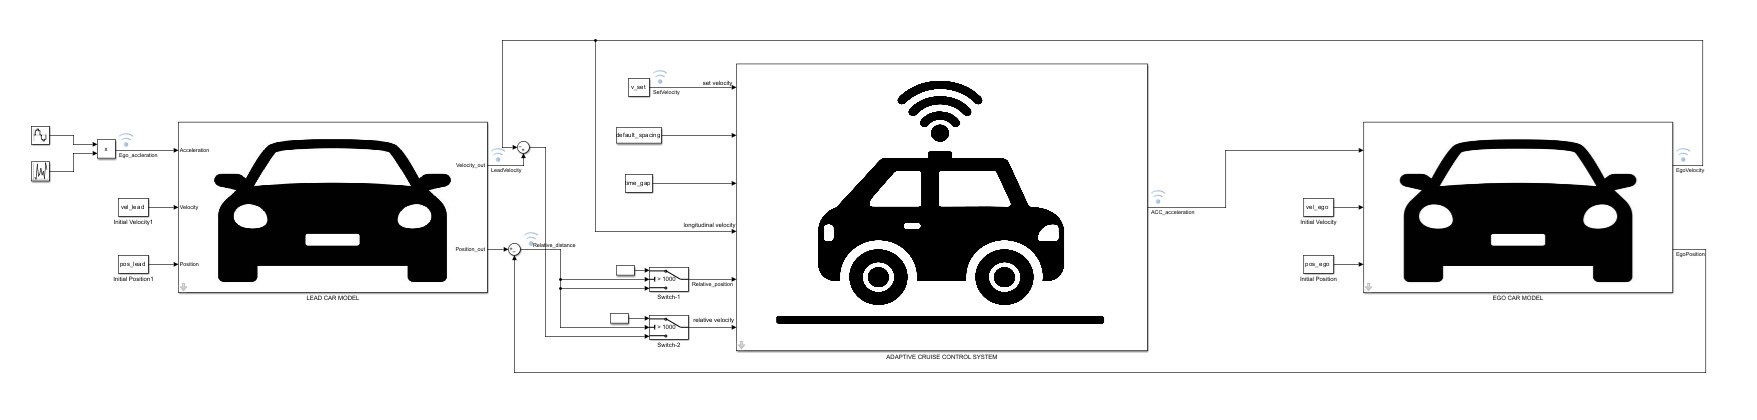 x
Ego_accleration
vel_lead
Initial Velocity1
pos_lead
Initial Position1
Acceleration
Velocity
Position
Velocity_out
Position_out
LEAD CAR MODEL
LeadVelocity
Relative_distance
v_set
SetVelocity
default_spacing
time_gap
> 1000
Switch-1
> 1000
Switch-2
set velocity
longitudinal velocity
Relative_position
relative velocity
ADAPTIVE CRUISE CONTROL SYSTEM
ACC_acceleration
vel_ego
Initial Velocity
pos_ego
Initial Position
EGO CAR MODEL
EgoVelocity
EgoPosition